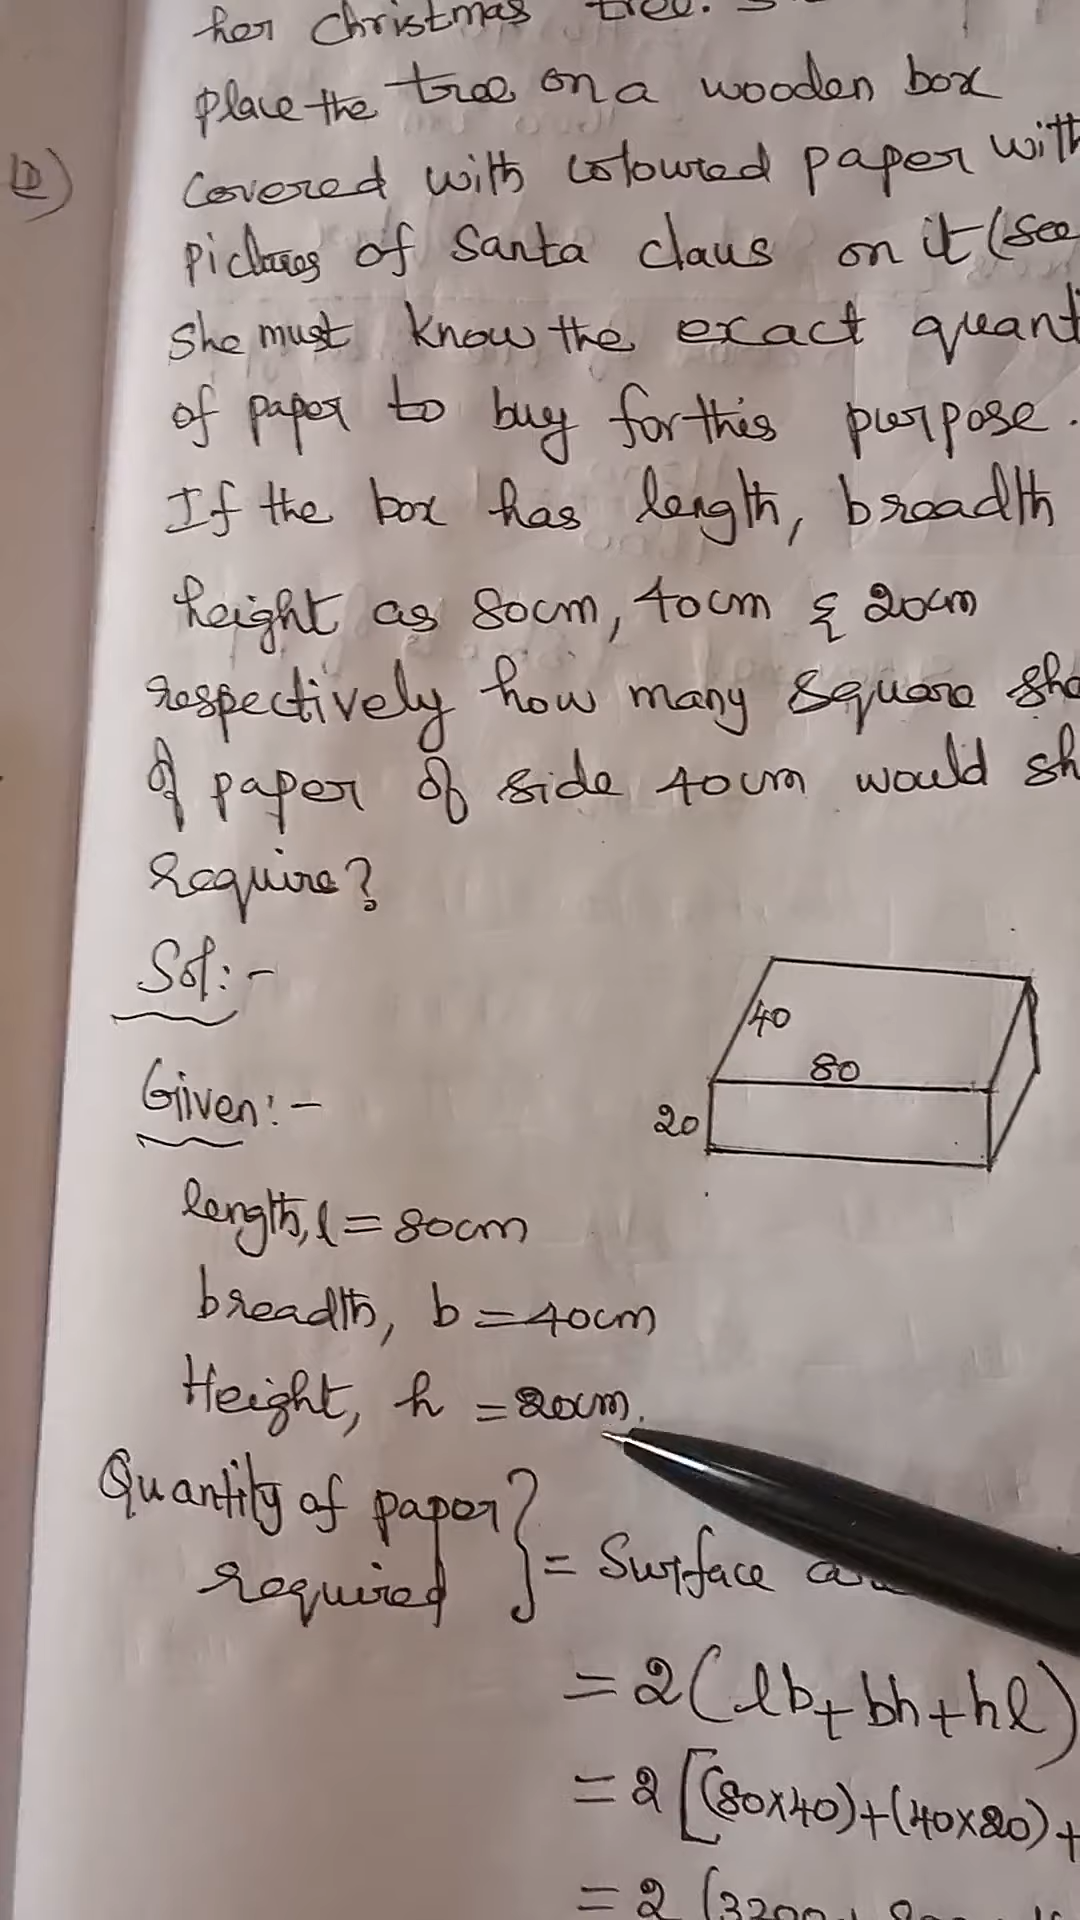 her christmas tree.
place the tree on a wooden box
D)
covered with coloured paper with
pictures of Santa claus on it (see
she must know the exact quant
of paper to buy for this purpose.
If the box has length, breadth
height as 80cm, 40cm & 20cm
respectively how many square she
of paper of side 40cm would sh
require?
Sol:-
40
80
20
Given:-
length, l = 80cm
breadth, b = 40cm
Height, h = 20cm.
Quantity of paper
required } = Surface
= 2(lb+bh+hl)
= 2[(80x40)+(40x20)+
= 2 (3200+